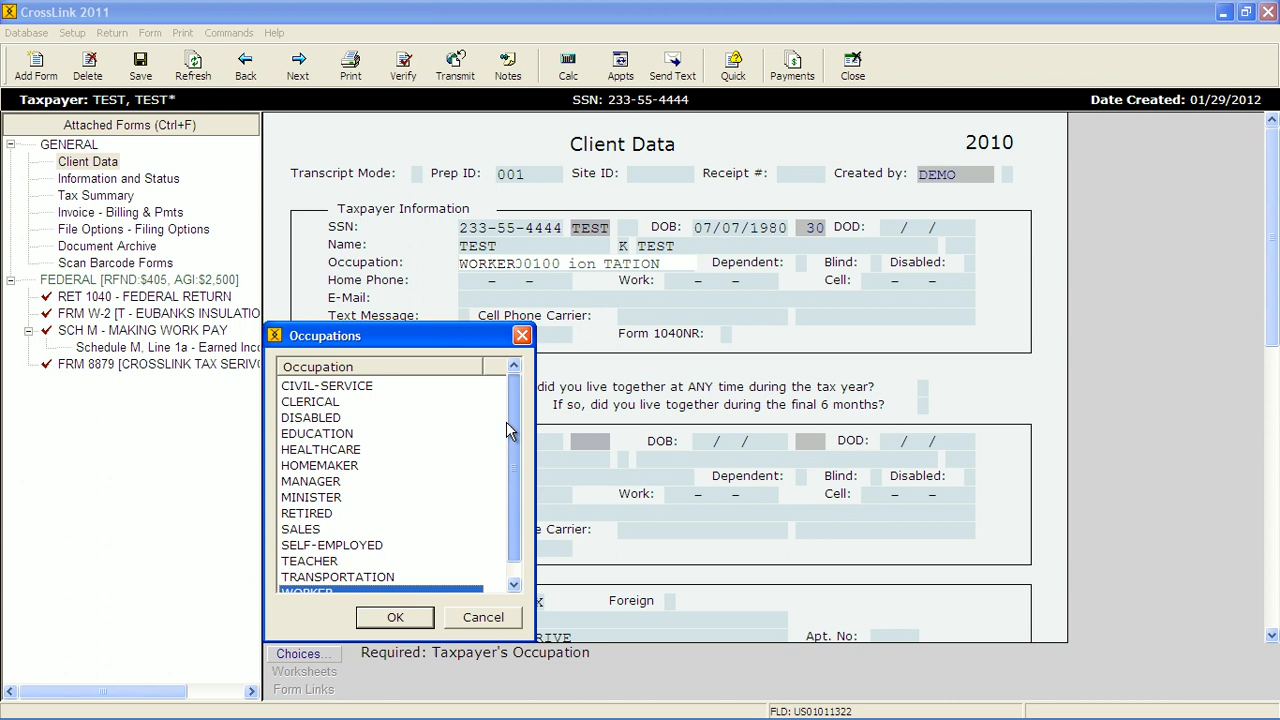 CrossLink 2011
Database Setup Return Form Print Commands Help
Add Form Delete Save Refresh Back Next Print Verify Transmit Notes Calc Appts Send Text Quick Payments Close
Taxpayer: TEST, TEST* SSN: 233-55-4444 Date Created: 01/29/2012
Attached Forms (Ctrl+F)
GENERAL
Client Data
Information and Status
Tax Summary
Invoice - Billing & Pmts
File Options - Filing Options
Document Archive
Scan Barcode Forms
FEDERAL [RFND:$405, AGI:$2,500]
RET 1040 - FEDERAL RETURN
FRM W-2 [T - EUBANKS INSULATIO
SCH M - MAKING WORK PAY
Schedule M, Line 1a - Earned Inc
FRM 8879 [CROSSLINK TAX SERIVO
Client Data 2010
Transcript Mode: Prep ID: 001 Site ID: Receipt #: Created by: DEMO
Taxpayer Information
SSN: 233-55-4444 TEST DOB: 07/07/1980 30 DOD: / /
Name: TEST K TEST
Occupation: WORKER00100 ion TATION Dependent: Blind: Disabled:
Home Phone: – – Work: – – Cell: – –
E-Mail:
Text Message: Cell Phone Carrier:
Form 1040NR:
did you live together at ANY time during the tax year?
If so, did you live together during the final 6 months?
DOB: / / DOD: / /
Dependent: Blind: Disabled:
Work: – – Cell: – –
e Carrier:
X Foreign
RIVE Apt. No:
Occupations
Occupation
CIVIL-SERVICE
CLERICAL
DISABLED
EDUCATION
HEALTHCARE
HOMEMAKER
MANAGER
MINISTER
RETIRED
SALES
SELF-EMPLOYED
TEACHER
TRANSPORTATION
WORKER
OK Cancel
Choices... Required: Taxpayer's Occupation
Worksheets
Form Links
FLD: US01011322